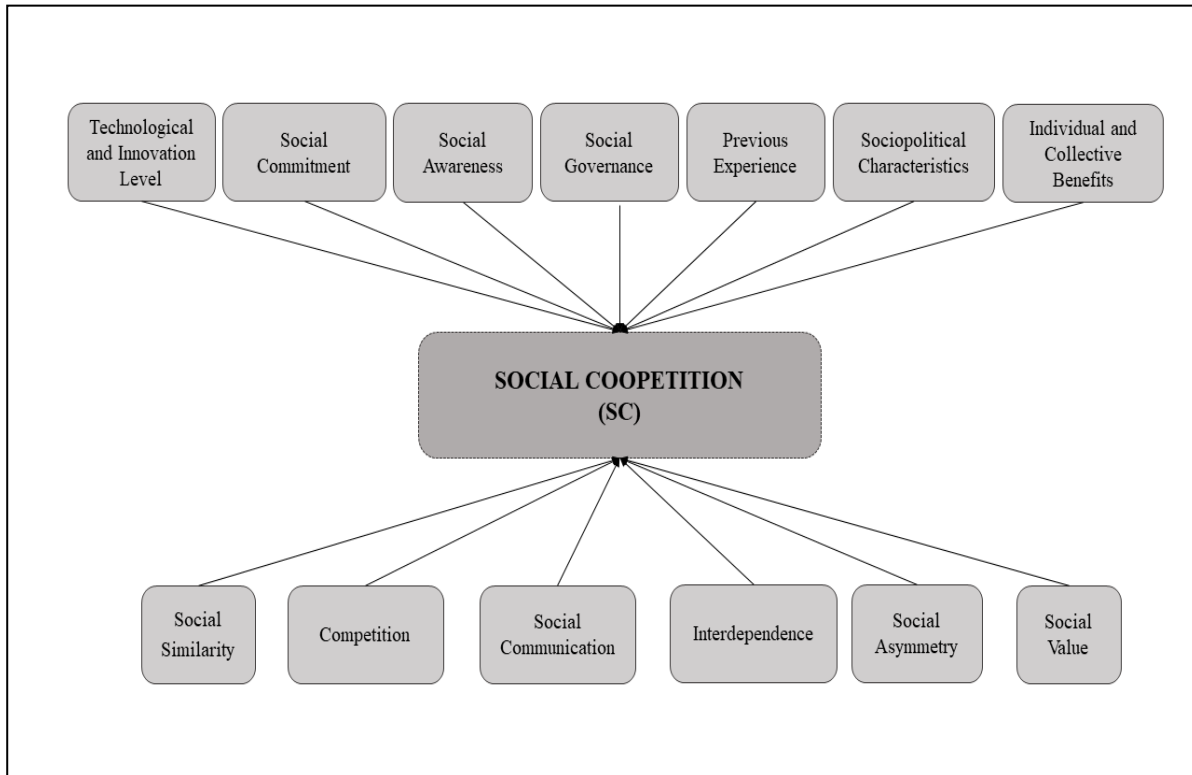 Technological
and Innovation
Level
Social
Commitment
Social
Awareness
Social
Governance
Previous
Experience
Sociopolitical
Characteristics
Individual and
Collective
Benefits
SOCIAL COOPETITION
(SC)
Social
Similarity
Competition
Social
Communication
Interdependence
Social
Asymmetry
Social
Value